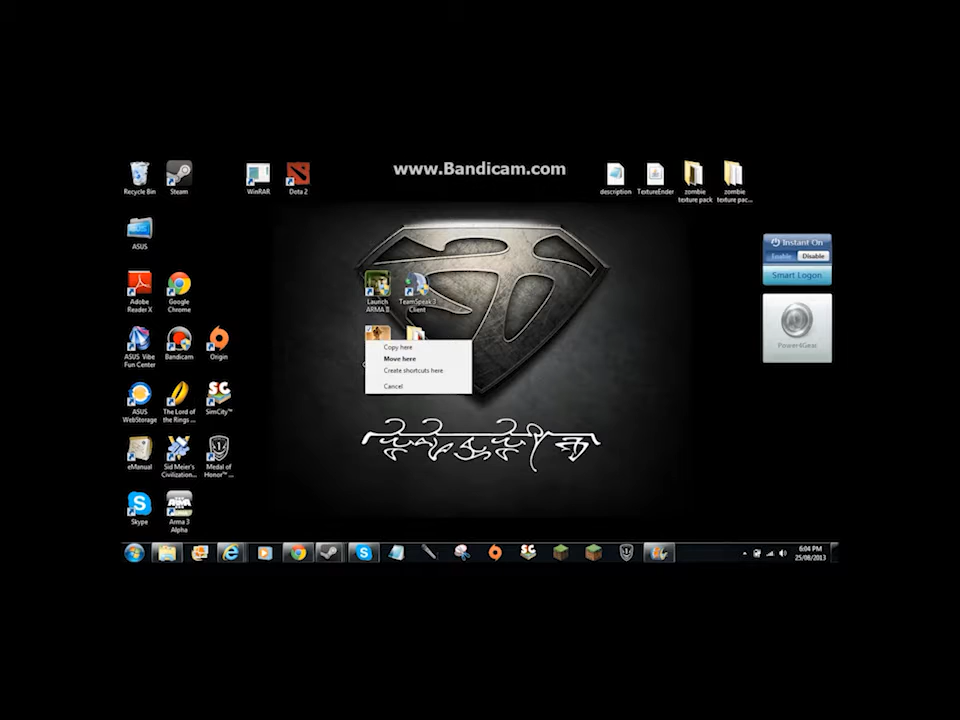 www.Bandicam.com
Recycle Bin
Steam
WinRAR
Dota 2
description
TextureEnder
zombie texture pack
zombie texture pac...
ASUS
Instant On
Enable
Disable
Smart Logon
Power4Gear
Adobe Reader X
Google Chrome
Launch ARMA II
TeamSpeak 3 Client
ASUS Vibe Fun Center
Bandicam
Origin
Copy here
Move here
Create shortcuts here
Cancel
ASUS WebStorage
The Lord of the Rings ...
SimCity™
eManual
Sid Meier's Civilization...
Medal of Honor™ ...
Skype
Arma 3 Alpha
6:04 PM
25/08/2013